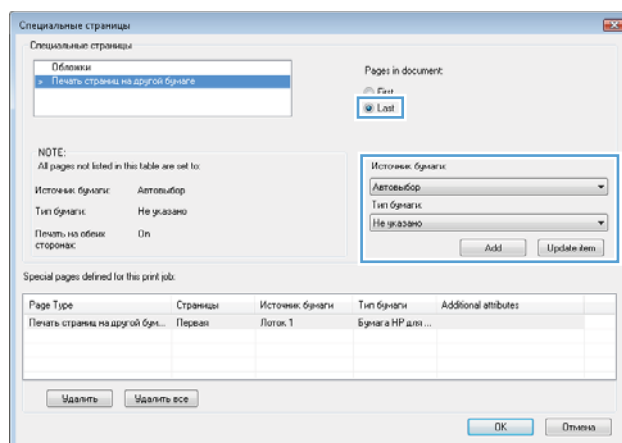 Специальные страницы
Специальные страницы
Обложки
» Печать страниц на другой бумаге
Pages in document:
First
Last
NOTE:
All pages not listed in this table are set to:
Источник бумаги: Автовыбор
Тип бумаги: Не указано
Печать на обеих сторонах: On
Источник бумаги:
Автовыбор
Тип бумаги:
Не указано
Add Update item
Special pages defined for this print job:
Page Type Страницы Источник бумаги Тип бумаги Additional attributes
Печать страниц на другой бум... Первая Лоток 1 Бумага HP для ...
Удалить Удалить все
OK Отмена